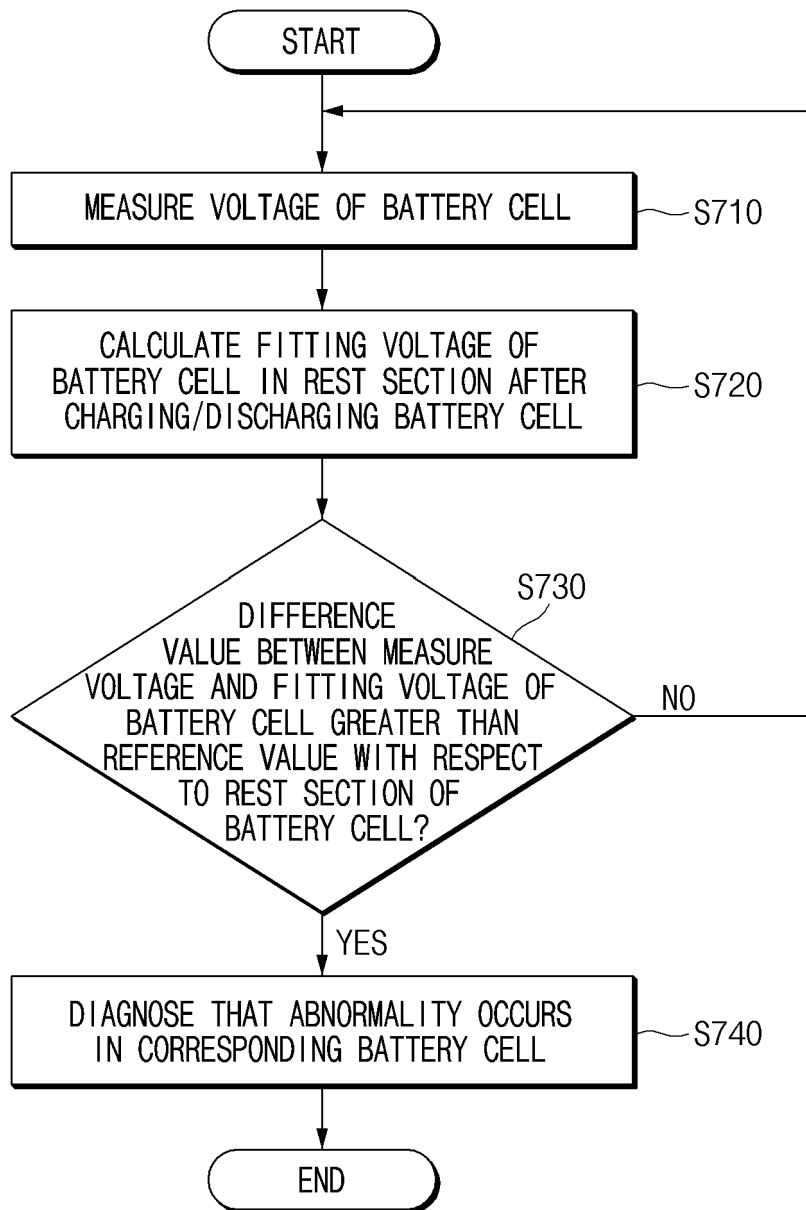 START
MEASURE VOLTAGE OF BATTERY CELL
S710
CALCULATE FITTING VOLTAGE OF
BATTERY CELL IN REST SECTION AFTER
CHARGING/DISCHARGING BATTERY CELL
S720
S730
DIFFERENCE
VALUE BETWEEN MEASURE
VOLTAGE AND FITTING VOLTAGE OF
BATTERY CELL GREATER THAN
REFERENCE VALUE WITH RESPECT
TO REST SECTION OF
BATTERY CELL?
NO
YES
DIAGNOSE THAT ABNORMALITY OCCURS
IN CORRESPONDING BATTERY CELL
S740
END